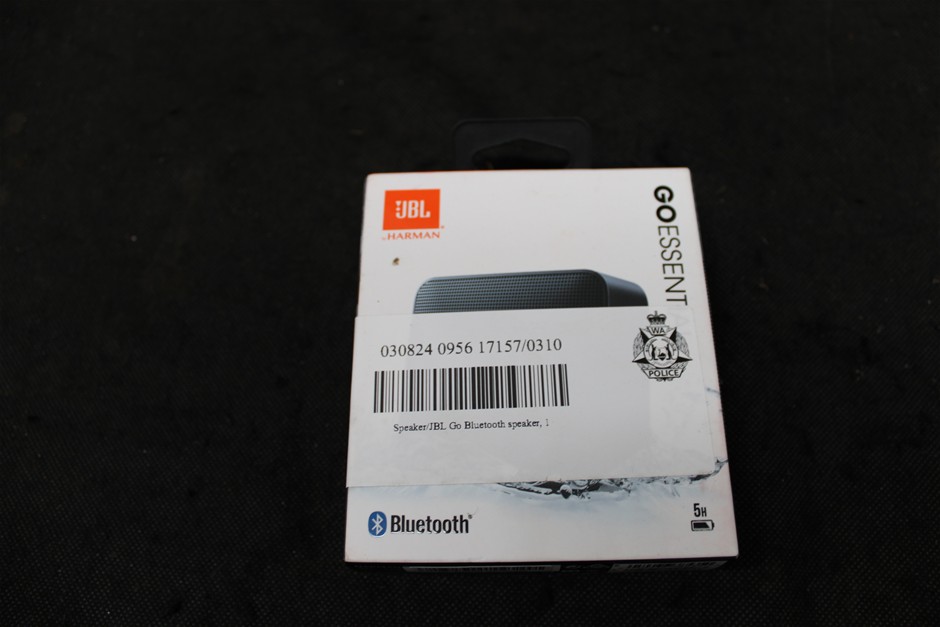 JBL
by HARMAN
GO ESSENT
030824 0956 17157/0310
WA
POLICE
Speaker/JBL Go Bluetooth speaker, 1
Bluetooth®
5H